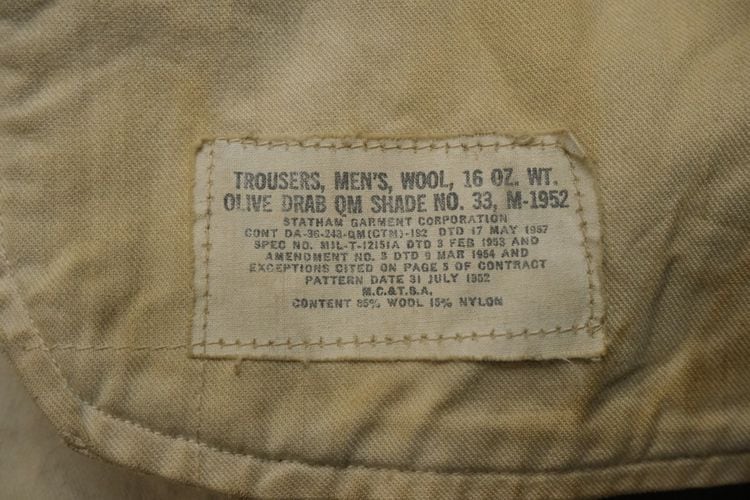 TROUSERS, MEN'S, WOOL, 16 OZ. WT.
OLIVE DRAB QM SHADE NO. 33, M-1952
STATHAM GARMENT CORPORATION
CONT DA-36-243-QM(CTM)-192 DTD 17 MAY 1957
SPEC NO. MIL-T-12151A DTD 3 FEB 1953 AND
AMENDMENT NO. 3 DTD 9 MAR 1954 AND
EXCEPTIONS CITED ON PAGE 5 OF CONTRACT
PATTERN DATE 31 JULY 1952
M.C.&T.S.A.
CONTENT 85% WOOL 15% NYLON